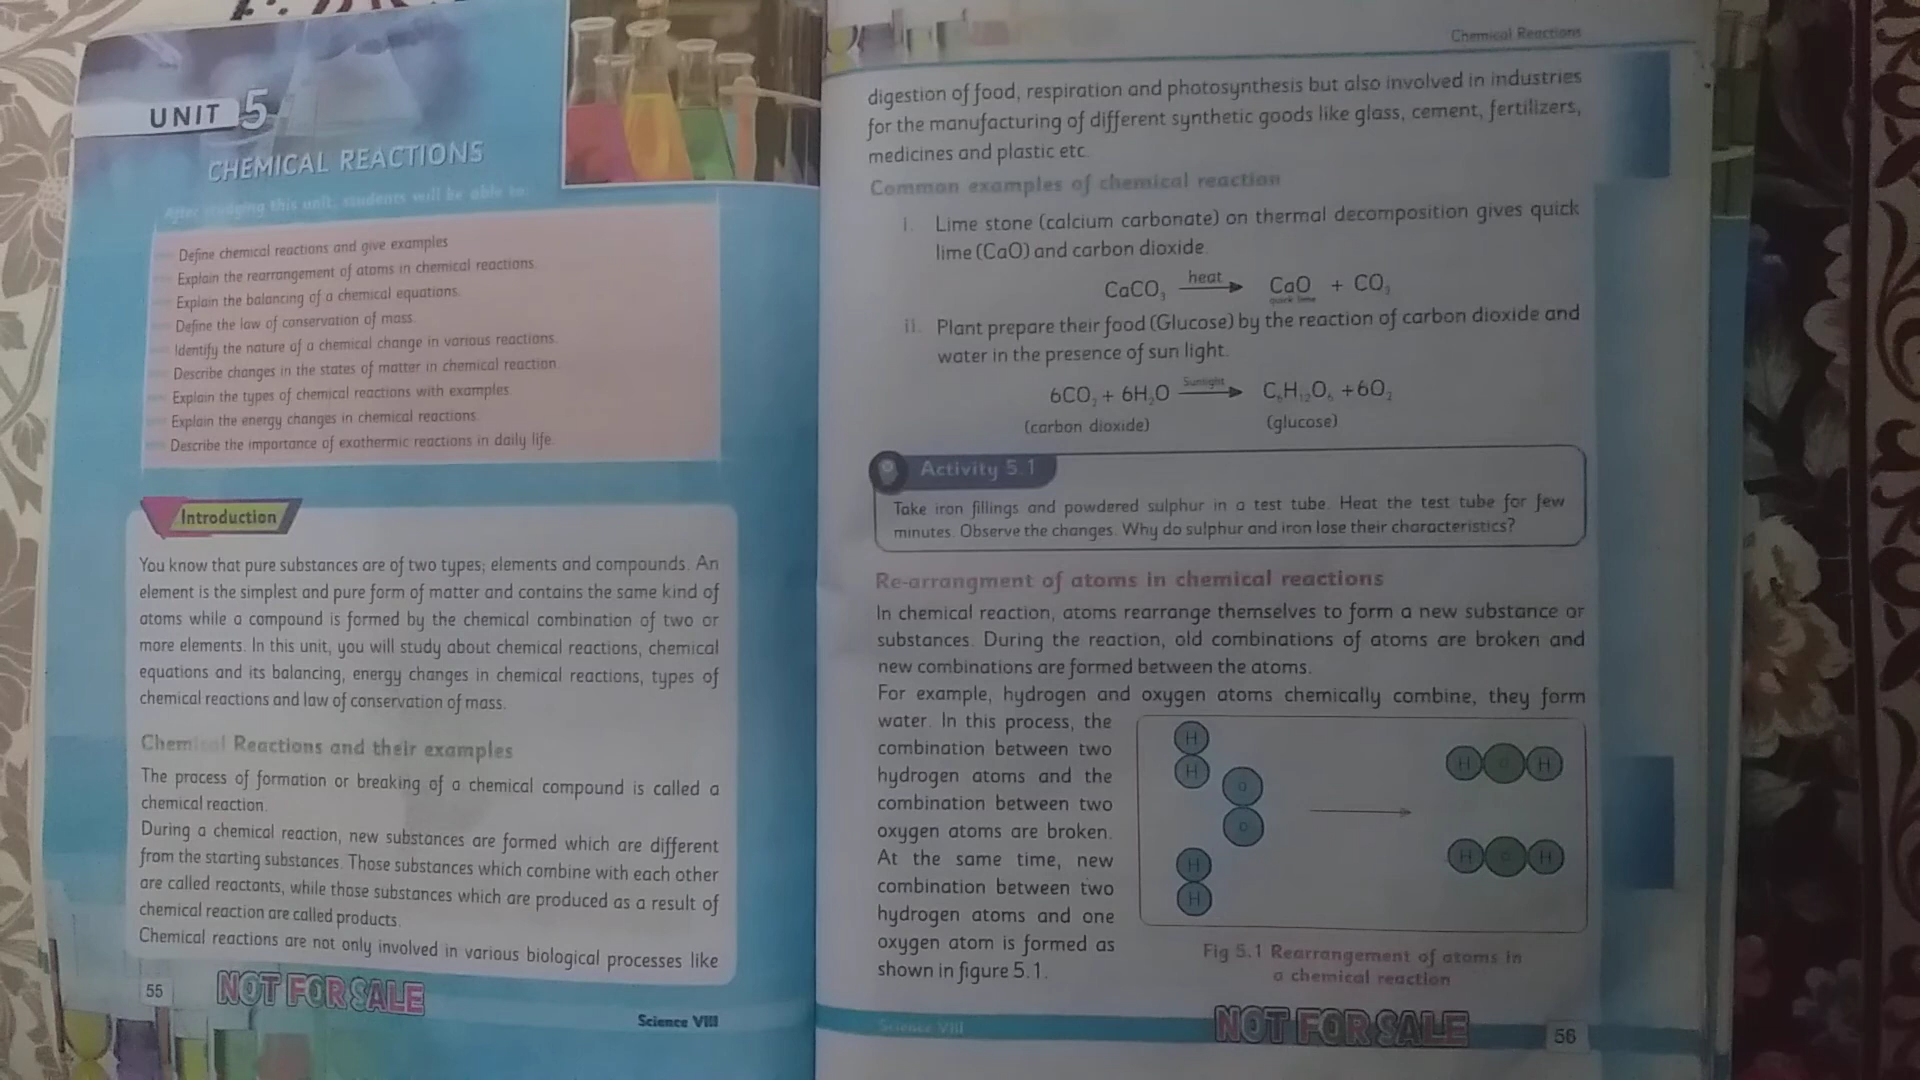 UNIT 5
CHEMICAL REACTIONS
After studying this unit, students will be able to:
Define chemical reactions and give examples
Explain the rearrangement of atoms in chemical reactions.
Explain the balancing of a chemical equations.
Define the law of conservation of mass.
Identify the nature of a chemical change in various reactions.
Describe changes in the states of matter in chemical reaction.
Explain the types of chemical reactions with examples.
Explain the energy changes in chemical reactions.
Describe the importance of exothermic reactions in daily life.
Introduction
You know that pure substances are of two types; elements and compounds. An
element is the simplest and pure form of matter and contains the same kind of
atoms while a compound is formed by the chemical combination of two or
more elements. In this unit, you will study about chemical reactions, chemical
equations and its balancing, energy changes in chemical reactions, types of
chemical reactions and law of conservation of mass.
Chemical Reactions and their examples
The process of formation or breaking of a chemical compound is called a
chemical reaction.
During a chemical reaction, new substances are formed which are different
from the starting substances. Those substances which combine with each other
are called reactants, while those substances which are produced as a result of
chemical reaction are called products.
Chemical reactions are not only involved in various biological processes like
55
NOT FOR SALE
Science VIII
Chemical Reactions
digestion of food, respiration and photosynthesis but also involved in industries
for the manufacturing of different synthetic goods like glass, cement, fertilizers,
medicines and plastic etc.
Common examples of chemical reaction
i. Lime stone (calcium carbonate) on thermal decomposition gives quick
lime (CaO) and carbon dioxide.
heat
CaCO₃ → CaO + CO₂
quick lime
ii. Plant prepare their food (Glucose) by the reaction of carbon dioxide and
water in the presence of sun light.
Sunlight
6CO₂ + 6H₂O → C₆H₁₂O₆ +6O₂
(carbon dioxide) (glucose)
Activity 5.1
Take iron fillings and powdered sulphur in a test tube. Heat the test tube for few
minutes. Observe the changes. Why do sulphur and iron lose their characteristics?
Re-arrangment of atoms in chemical reactions
In chemical reaction, atoms rearrange themselves to form a new substance or
substances. During the reaction, old combinations of atoms are broken and
new combinations are formed between the atoms.
For example, hydrogen and oxygen atoms chemically combine, they form
water. In this process, the
combination between two
hydrogen atoms and the
combination between two
oxygen atoms are broken.
At the same time, new
combination between two
hydrogen atoms and one
oxygen atom is formed as
shown in figure 5.1.
H
H
O
O
H
H
H O H
H O H
Fig 5.1 Rearrangement of atoms in
a chemical reaction
Science VIII
NOT FOR SALE
56